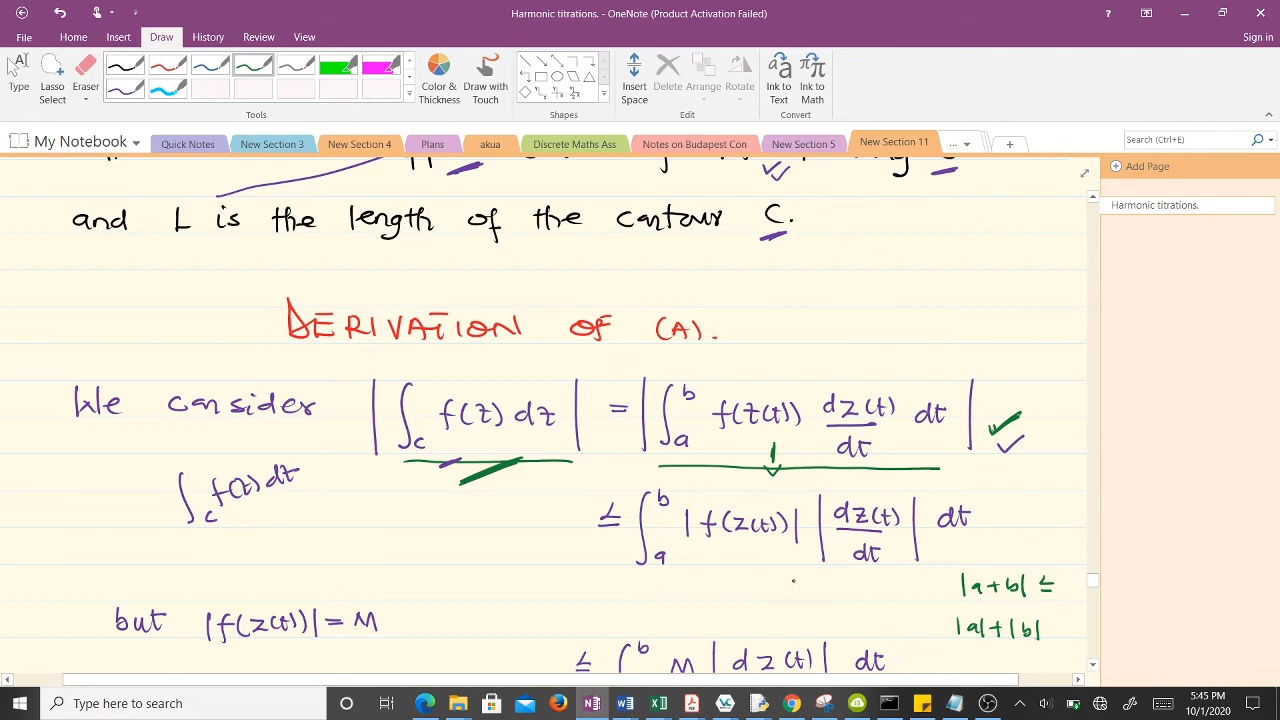 Harmonic titrations. - OneNote (Product Activation Failed)
File Home Insert Draw History Review View Sign in
Type Lasso Select Eraser Color & Thickness Draw with Touch Insert Space Delete Arrange Rotate Ink to Text Ink to Math
Tools Shapes Edit Convert
My Notebook Quick Notes New Section 3 New Section 4 Plans akua Discrete Maths Ass Notes on Budapest Con New Section 5 New Section 11 ... + Search (Ctrl+E)
Add Page
Harmonic titrations.
and L is the length of the contour C.
DERIVATION OF (A).
We consider |∫_c f(z) dz| = |∫_a^b f(z(t)) dz(t)/dt dt|
∫_c f(z) dt
≤ ∫_a^b |f(z(t))| |dz(t)/dt| dt
|a+b| ≤
|a|+|b|
but |f(z(t))| = M
≤ ∫^b M |dz(t)| dt
Type here to search
5:45 PM
10/1/2020